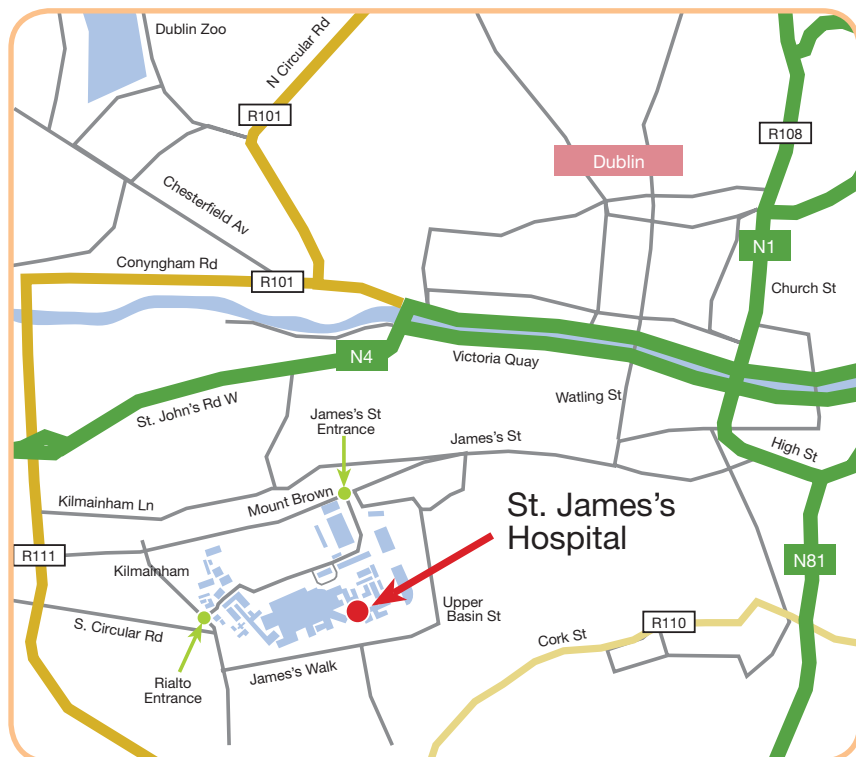 Dublin Zoo
N Circular Rd
R101
R108
Dublin
Chesterfield Av
N1
Conyngham Rd
R101
Church St
N4
Victoria Quay
St. John's Rd W
Watling St
James's St
Entrance
James's St
High St
Kilmainham Ln
Mount Brown
St. James's
Hospital
R111
Kilmainham
N81
Upper
Basin St
S. Circular Rd
R110
Cork St
James's Walk
Rialto
Entrance